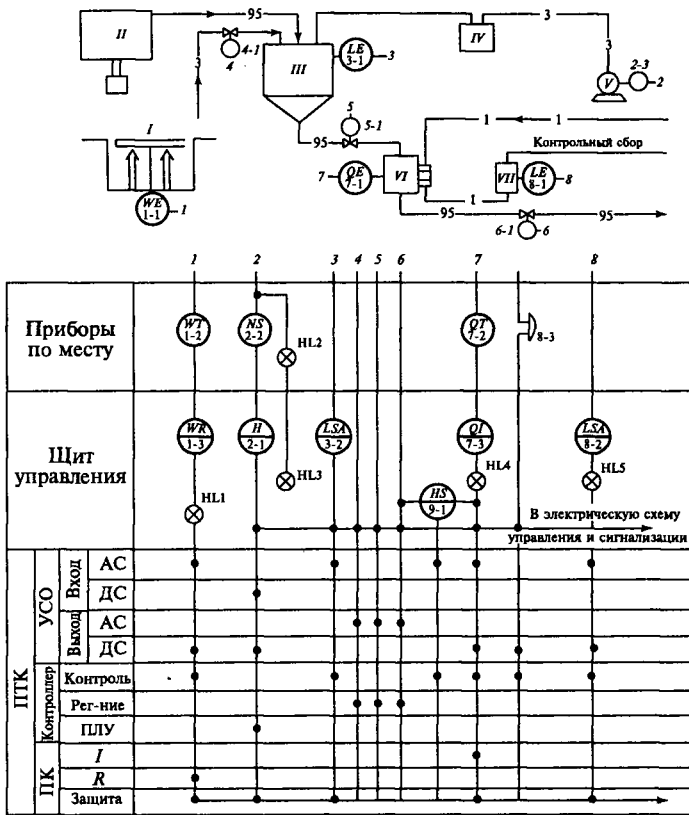 II
95
3
4-1
4
3
III
LE
3-1
3
IV
3
V
2-3
2
I
WE
1-1
1
5
5-1
95
7
QE
7-1
VI
1
1
Контрольный сбор
VII
LE
8-1
8
1
95
6-1
6
95
1
2
3
4
5
6
7
8
Приборы
по месту
WT
1-2
NS
2-2
HL2
QT
7-2
8-3
Щит
управления
WR
1-3
HL1
H
2-1
HL3
LSA
3-2
HS
9-1
QI
7-3
HL4
LSA
8-2
HL5
В электрическую схему
управления и сигнализации
ПТК
УСО
Вход
АС
ДС
Выход
АС
ДС
Контроллер
Контроль
Рег-ние
ПЛУ
ПК
I
R
Защита